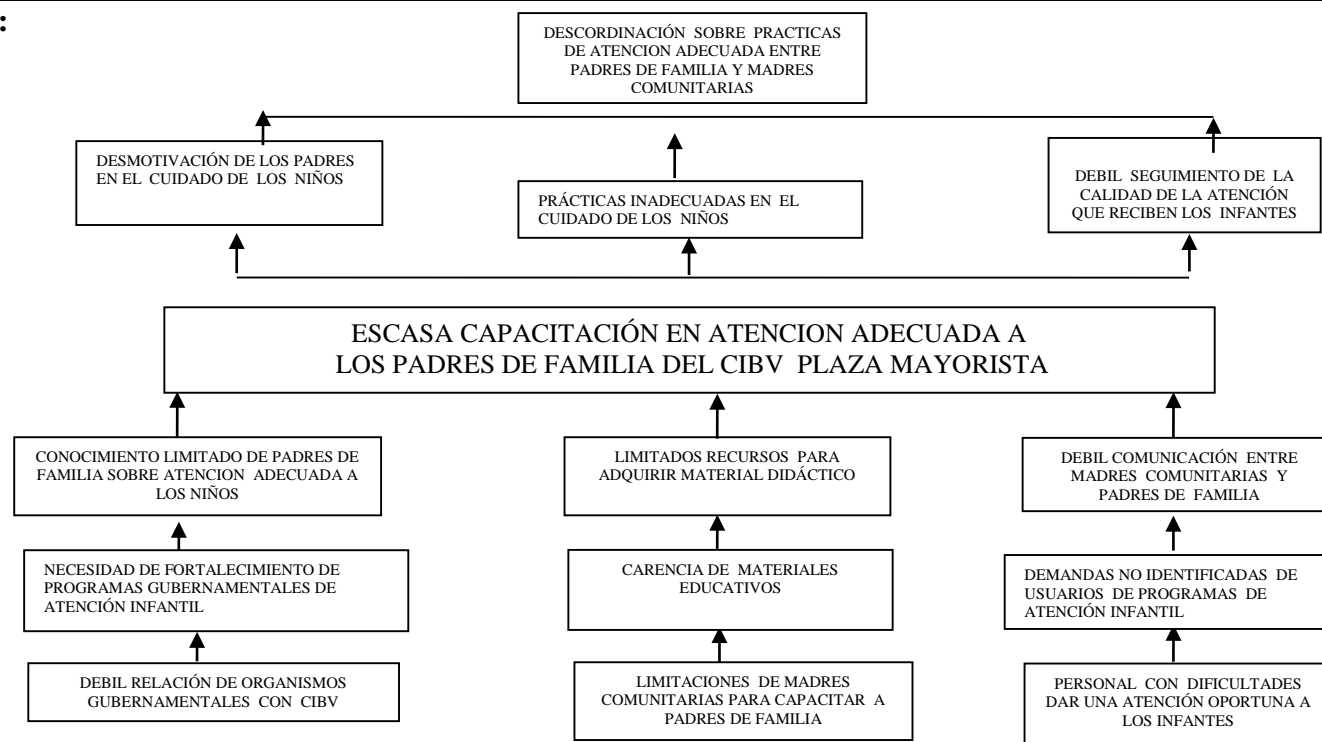 :
DESCORDINACIÓN SOBRE PRACTICAS
DE ATENCION ADECUADA ENTRE
PADRES DE FAMILIA Y MADRES
COMUNITARIAS
DESMOTIVACIÓN DE LOS PADRES
EN EL CUIDADO DE LOS NIÑOS
PRÁCTICAS INADECUADAS EN EL
CUIDADO DE LOS NIÑOS
DEBIL SEGUIMIENTO DE LA
CALIDAD DE LA ATENCIÓN
QUE RECIBEN LOS INFANTES
ESCASA CAPACITACIÓN EN ATENCION ADECUADA A
LOS PADRES DE FAMILIA DEL CIBV PLAZA MAYORISTA
CONOCIMIENTO LIMITADO DE PADRES DE
FAMILIA SOBRE ATENCION ADECUADA A
LOS NIÑOS
LIMITADOS RECURSOS PARA
ADQUIRIR MATERIAL DIDÁCTICO
DEBIL COMUNICACIÓN ENTRE
MADRES COMUNITARIAS Y
PADRES DE FAMILIA
NECESIDAD DE FORTALECIMIENTO DE
PROGRAMAS GUBERNAMENTALES DE
ATENCIÓN INFANTIL
CARENCIA DE MATERIALES
EDUCATIVOS
DEMANDAS NO IDENTIFICADAS DE
USUARIOS DE PROGRAMAS DE
ATENCIÓN INFANTIL
DEBIL RELACIÓN DE ORGANISMOS
GUBERNAMENTALES CON CIBV
LIMITACIONES DE MADRES
COMUNITARIAS PARA CAPACITAR A
PADRES DE FAMILIA
PERSONAL CON DIFICULTADES
DAR UNA ATENCIÓN OPORTUNA A
LOS INFANTES